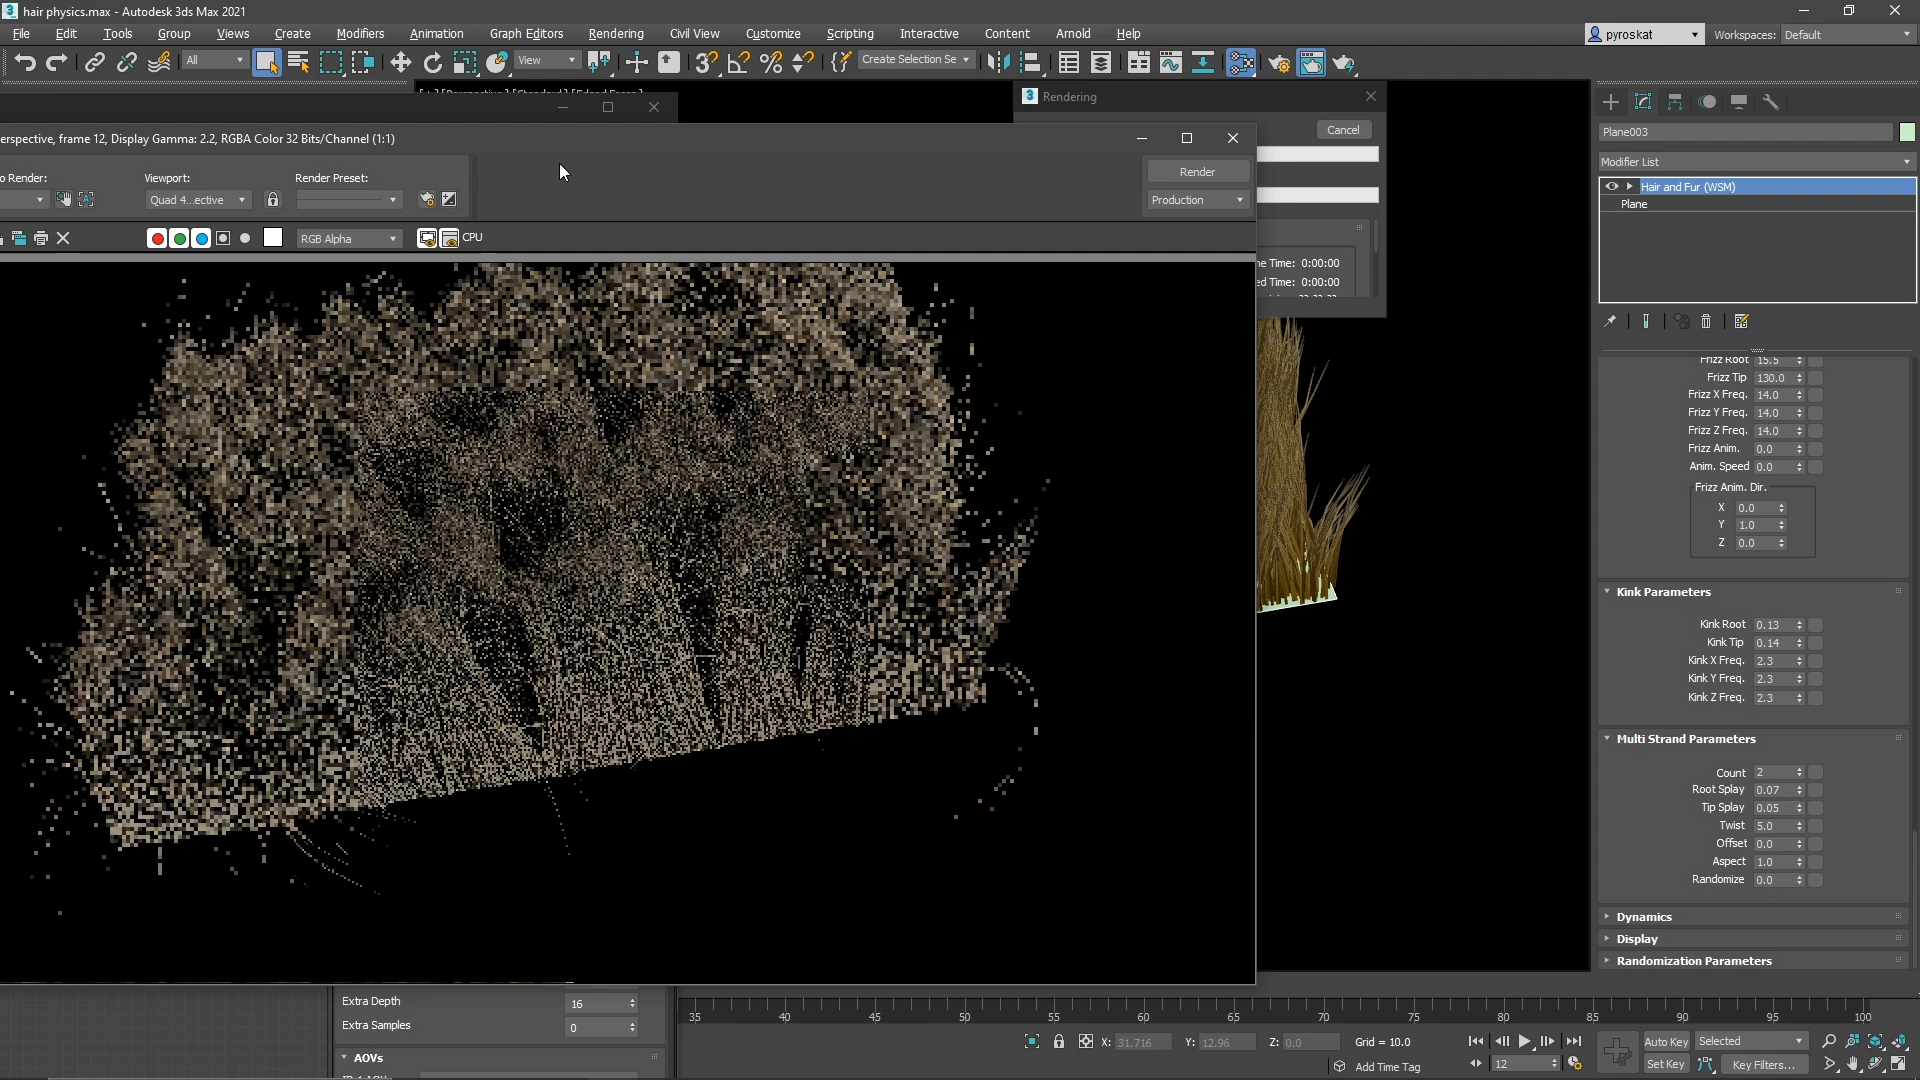 hair physics.max - Autodesk 3ds Max 2021
File Edit Tools Group Views Create Modifiers Animation Graph Editors Rendering Civil View Customize Scripting Interactive Content Arnold Help
pyroskat Workspaces: Default
All View Create Selection Se
Rendering
Cancel
erspective, frame 12, Display Gamma: 2.2, RGBA Color 32 Bits/Channel (1:1)
o Render: Viewport: Render Preset:
Quad 4...ective
Render
Production
RGB Alpha CPU
e Time: 0:00:00
ed Time: 0:00:00
Plane003
Modifier List
Hair and Fur (WSM)
Plane
Frizz Root 15.5
Frizz Tip 130.0
Frizz X Freq. 14.0
Frizz Y Freq. 14.0
Frizz Z Freq. 14.0
Frizz Anim. 0.0
Anim. Speed 0.0
Frizz Anim. Dir.
X 0.0
Y 1.0
Z 0.0
Kink Parameters
Kink Root 0.13
Kink Tip 0.14
Kink X Freq. 2.3
Kink Y Freq. 2.3
Kink Z Freq. 2.3
Multi Strand Parameters
Count 2
Root Splay 0.07
Tip Splay 0.05
Twist 5.0
Offset 0.0
Aspect 1.0
Randomize 0.0
Dynamics
Display
Randomization Parameters
Extra Depth 16
Extra Samples 0
AOVs
35 40 45 50 55 60 65 70 75 80 85 90 95 100
X: 31.716 Y: 12.96 Z: 0.0 Grid = 10.0
Add Time Tag
12
Auto Key Selected
Set Key Key Filters...